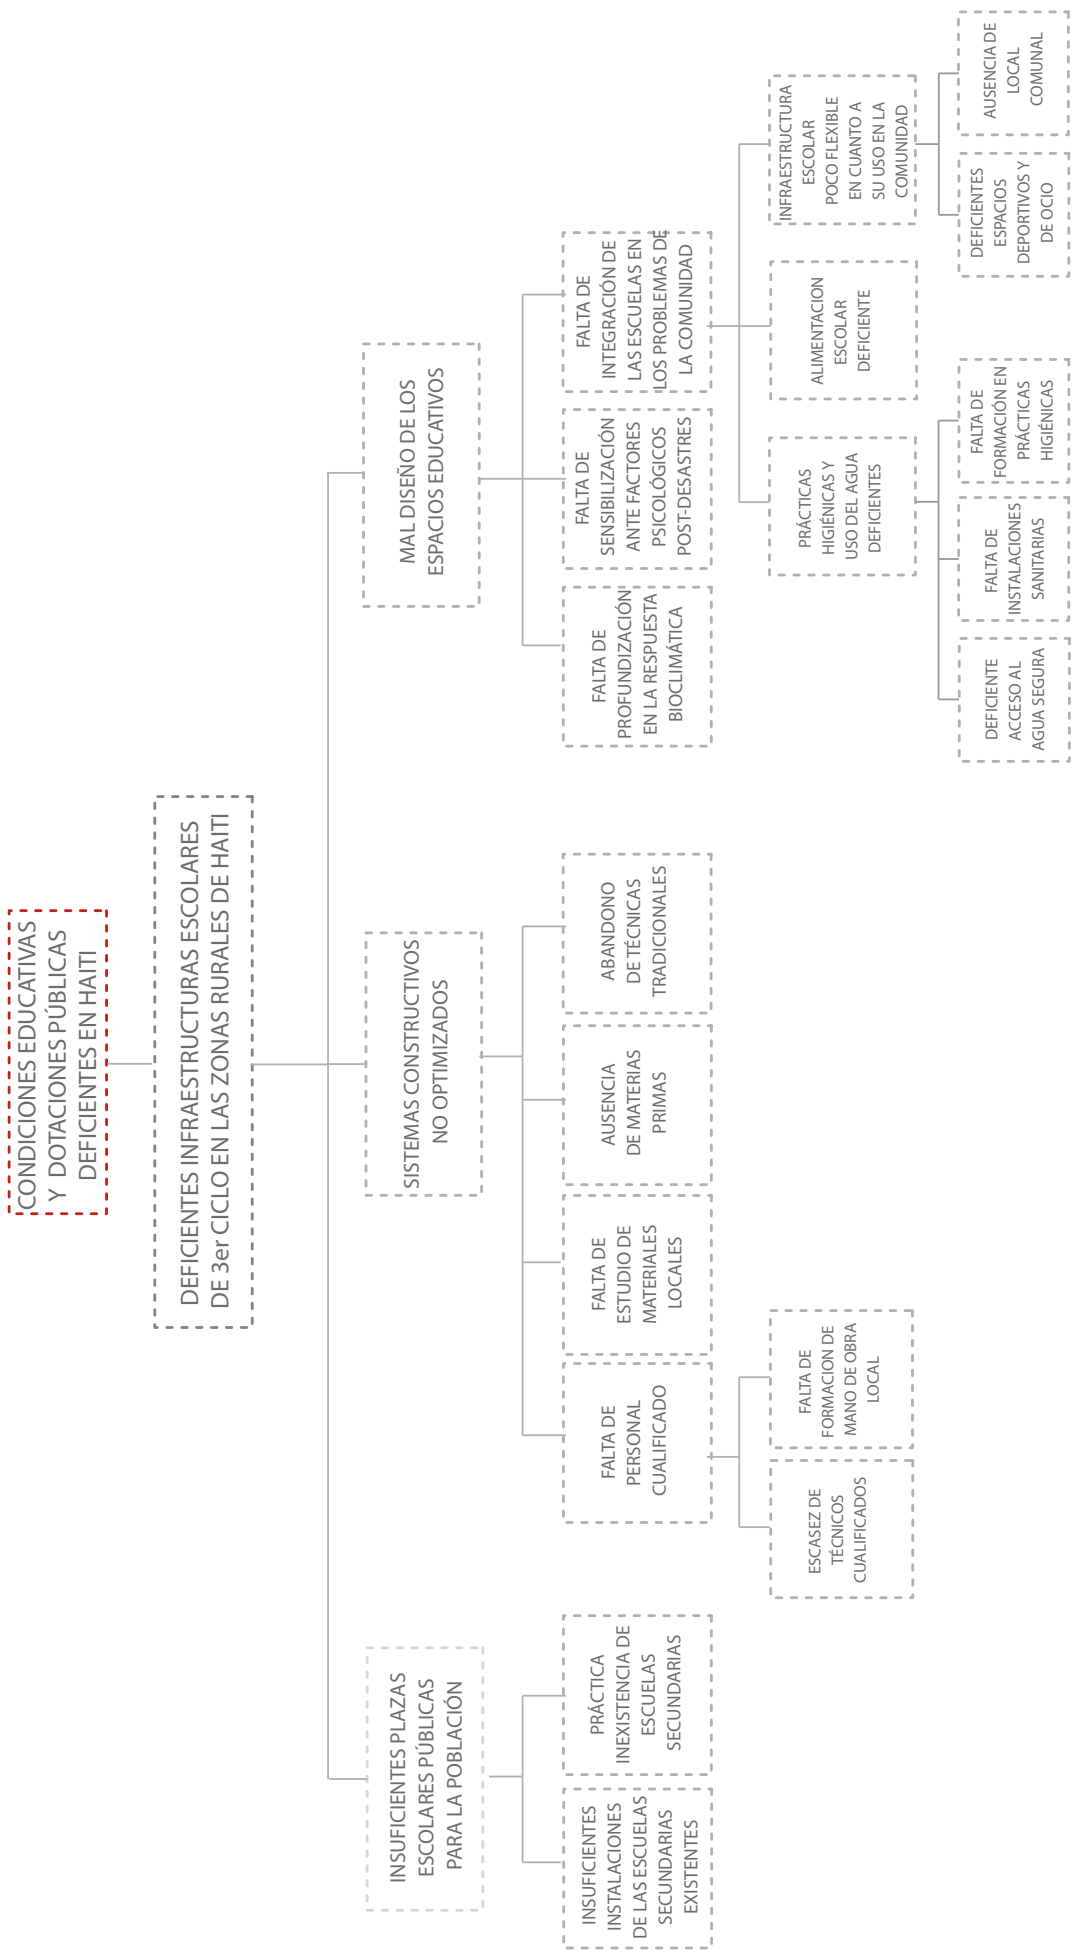 CONDICIONES EDUCATIVAS
Y DOTACIONES PÚBLICAS
DEFICIENTES EN HAITI
DEFICIENTES INFRAESTRUCTURAS ESCOLARES
DE 3er CICLO EN LAS ZONAS RURALES DE HAITI
INSUFICIENTES PLAZAS
ESCOLARES PÚBLICAS
PARA LA POBLACIÓN
SISTEMAS CONSTRUCTIVOS
NO OPTIMIZADOS
MAL DISEÑO DE LOS
ESPACIOS EDUCATIVOS
INSUFICIENTES
INSTALACIONES
DE LAS ESCUELAS
SECUNDARIAS
EXISTENTES
PRÁCTICA
INEXISTENCIA DE
ESCUELAS
SECUNDARIAS
FALTA DE
PERSONAL
CUALIFICADO
FALTA DE
ESTUDIO DE
MATERIALES
LOCALES
AUSENCIA
DE MATERIAS
PRIMAS
ABANDONO
DE TÉCNICAS
TRADICIONALES
FALTA DE
PROFUNDIZACIÓN
EN LA RESPUESTA
BIOCLIMÁTICA
FALTA DE
SENSIBILIZACIÓN
ANTE FACTORES
PSICOLÓGICOS
POST-DESASTRES
FALTA DE
INTEGRACIÓN DE
LAS ESCUELAS EN
LOS PROBLEMAS DE
LA COMUNIDAD
ESCASEZ DE
TÉCNICOS
CUALIFICADOS
FALTA DE
FORMACION DE
MANO DE OBRA
LOCAL
PRÁCTICAS
HIGIÉNICAS Y
USO DEL AGUA
DEFICIENTES
ALIMENTACION
ESCOLAR
DEFICIENTE
INFRAESTRUCTURA
ESCOLAR
POCO FLEXIBLE
EN CUANTO A
SU USO EN LA
COMUNIDAD
DEFICIENTE
ACCESO AL
AGUA SEGURA
FALTA DE
INSTALACIONES
SANITARIAS
FALTA DE
FORMACIÓN EN
PRÁCTICAS
HIGIÉNICAS
DEFICIENTES
ESPACIOS
DEPORTIVOS Y
DE OCIO
AUSENCIA DE
LOCAL
COMUNAL